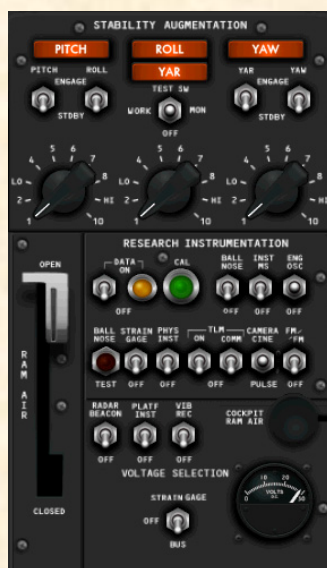 STABILITY AUGMENTATION
PITCH ROLL YAW
YAR
PITCH ROLL TEST SW YAR YAW
ENGAGE WORK MON ENGAGE
STDBY OFF STDBY
4 6 7 4 6 7 4 6 7
LO 8 LO 8 LO 8
2 HI 2 HI 2 HI
1 10 1 10 1 10
RESEARCH INSTRUMENTATION
OPEN
DATA ON CAL BALL NOSE INST MS ENG OSC
OFF OFF OFF OFF
BALL NOSE STRAIN GAGE PHYS INST TLM ON COMM CAMERA CINE FM/FM
TEST OFF OFF OFF PULSE OFF
RAM AIR
RADAR BEACON PLATF INST VIB REC COCKPIT RAM AIR
OFF OFF OFF
VOLTAGE SELECTION
STRAIN GAGE
OFF
BUS
10 20
0 30
VOLTS
CLOSED